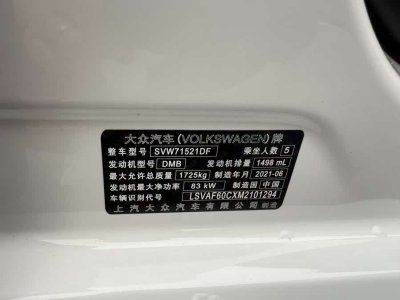 大众汽车(VOLKSWAGEN)牌
整车型号 SVW71521DF 乘坐人数 5
发动机型号 DMB 发动机排量 1498 mL
最大允许总质量 1725kg 制造年月 2021-06
发动机最大净功率 83 kW 制造国 中国
车辆识别代号 LSVAF60CXM2101294
上汽大众汽车有限公司制造